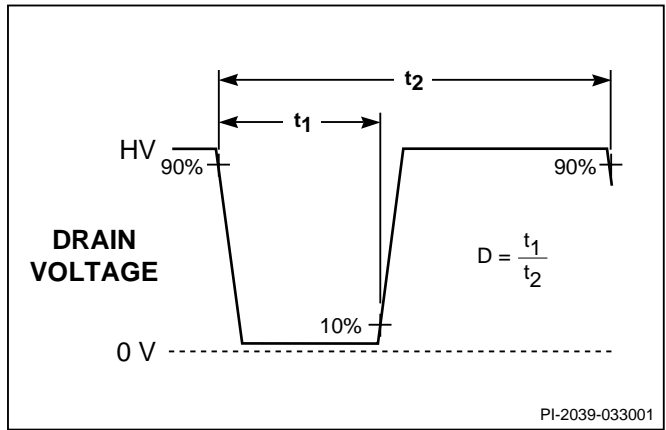 t2
t1
HV
90%
90%
DRAIN
VOLTAGE
D = t1
t2
10%
0 V
PI-2039-033001